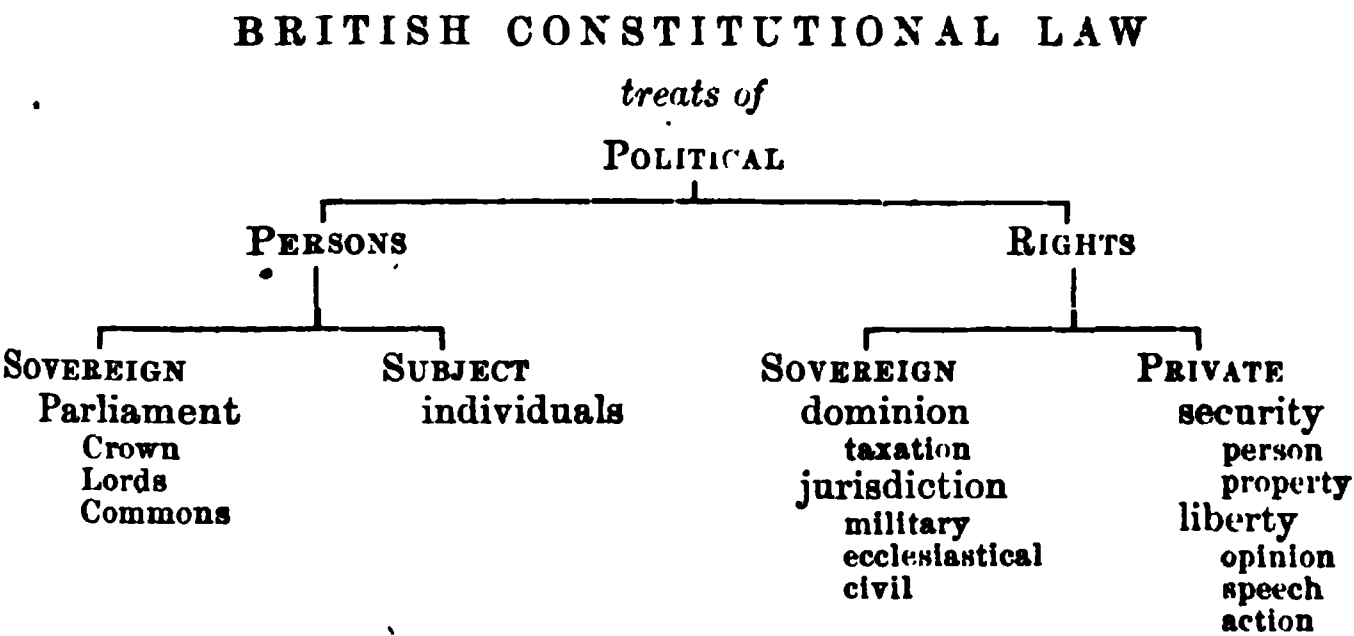 BRITISH CONSTITUTIONAL LAW
treats of
POLITICAL
PERSONS
RIGHTS
SOVEREIGN
Parliament
Crown
Lords
Commons
SUBJECT
individuals
SOVEREIGN
dominion
taxation
jurisdiction
military
ecclesiastical
civil
PRIVATE
security
person
property
liberty
opinion
speech
action